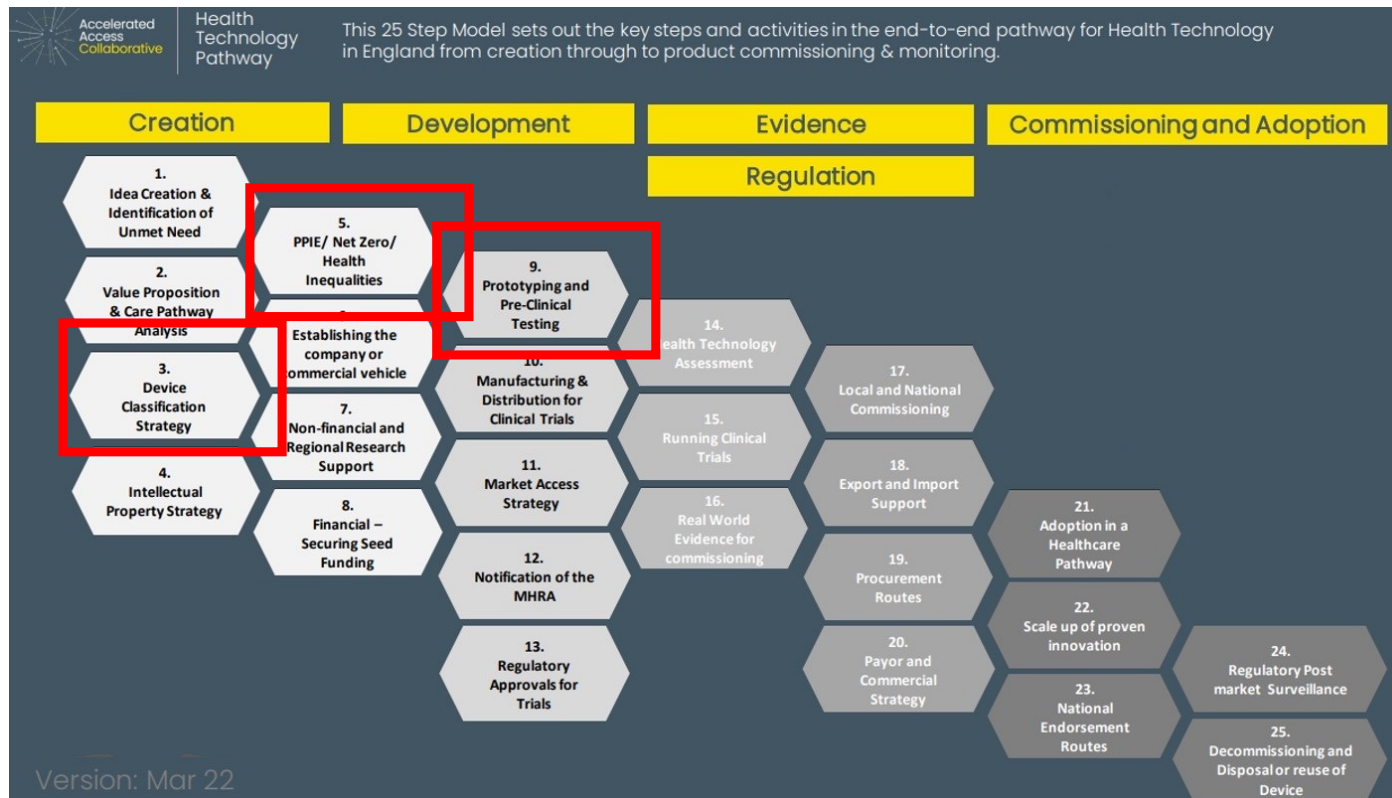 Accelerated
Access
Collaborative
Health
Technology
Pathway
This 25 Step Model sets out the key steps and activities in the end-to-end pathway for Health Technology
in England from creation through to product commissioning & monitoring.
Creation
Development
Evidence
Commissioning and Adoption
Regulation
1.
Idea Creation &
Identification of
Unmet Need
2.
Value Proposition
& Care Pathway
Analysis
3.
Device
Classification
Strategy
4.
Intellectual
Property Strategy
5.
PPIE/ Net Zero/
Health
Inequalities
Establishing the
company or
commercial vehicle
7.
Non-financial and
Regional Research
Support
8.
Financial –
Securing Seed
Funding
9.
Prototyping and
Pre-Clinical
Testing
10.
Manufacturing &
Distribution for
Clinical Trials
11.
Market Access
Strategy
12.
Notification of the
MHRA
13.
Regulatory
Approvals for
Trials
14.
Health Technology
Assessment
15.
Running Clinical
Trials
16.
Real World
Evidence for
commissioning
17.
Local and National
Commissioning
18.
Export and Import
Support
19.
Procurement
Routes
20.
Payor and
Commercial
Strategy
21.
Adoption in a
Healthcare
Pathway
22.
Scale up of proven
innovation
23.
National
Endorsement
Routes
24.
Regulatory Post
market Surveillance
25.
Decommissioning and
Disposal or reuse of
Device
Version: Mar 22